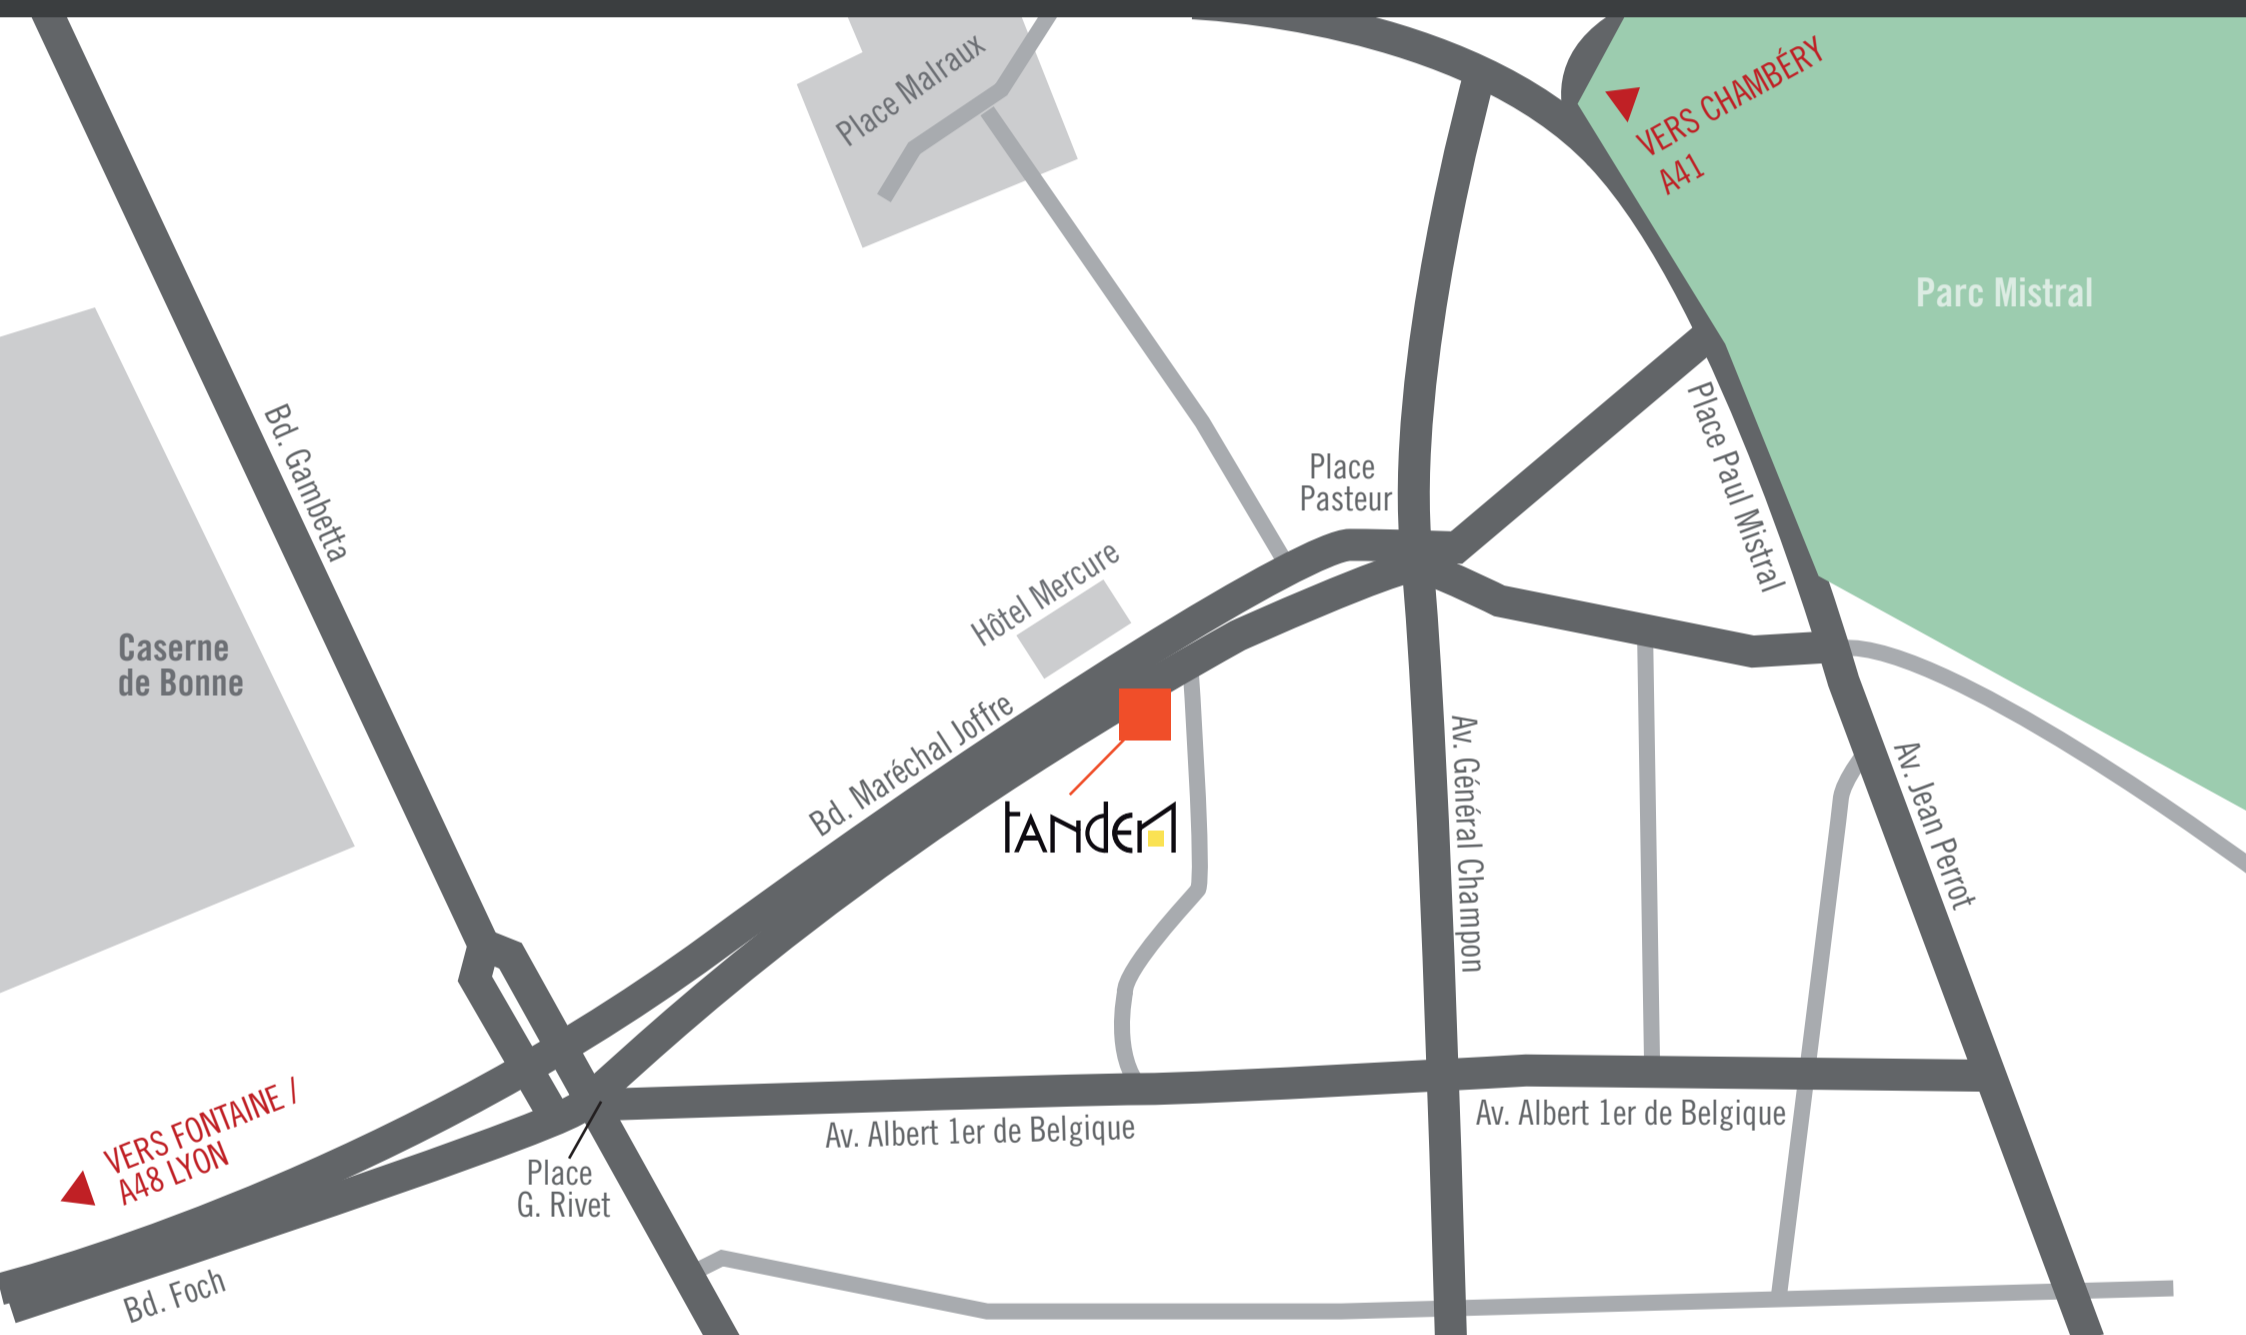 Place Malraux
VERS CHAMBÉRY
A41
Parc Mistral
Bd. Gambetta
Place Paul Mistral
Place
Pasteur
Hôtel Mercure
Caserne
de Bonne
Bd. Maréchal Joffre
tandem
Av. Général Champon
Av. Jean Perrot
VERS FONTAINE /
A48 LYON
Av. Albert 1er de Belgique
Av. Albert 1er de Belgique
Place
G. Rivet
Bd. Foch